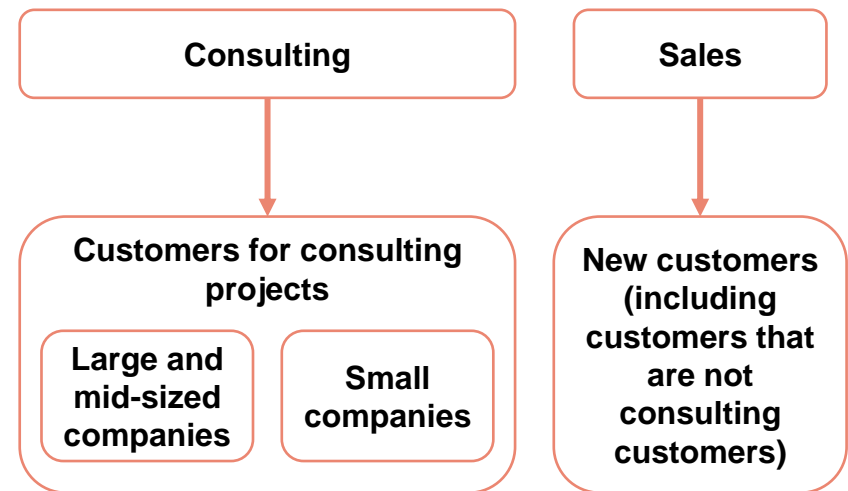 Consulting
Sales
Customers for consulting
projects
Large and
mid-sized
companies
Small
companies
New customers
(including
customers that
are not
consulting
customers)